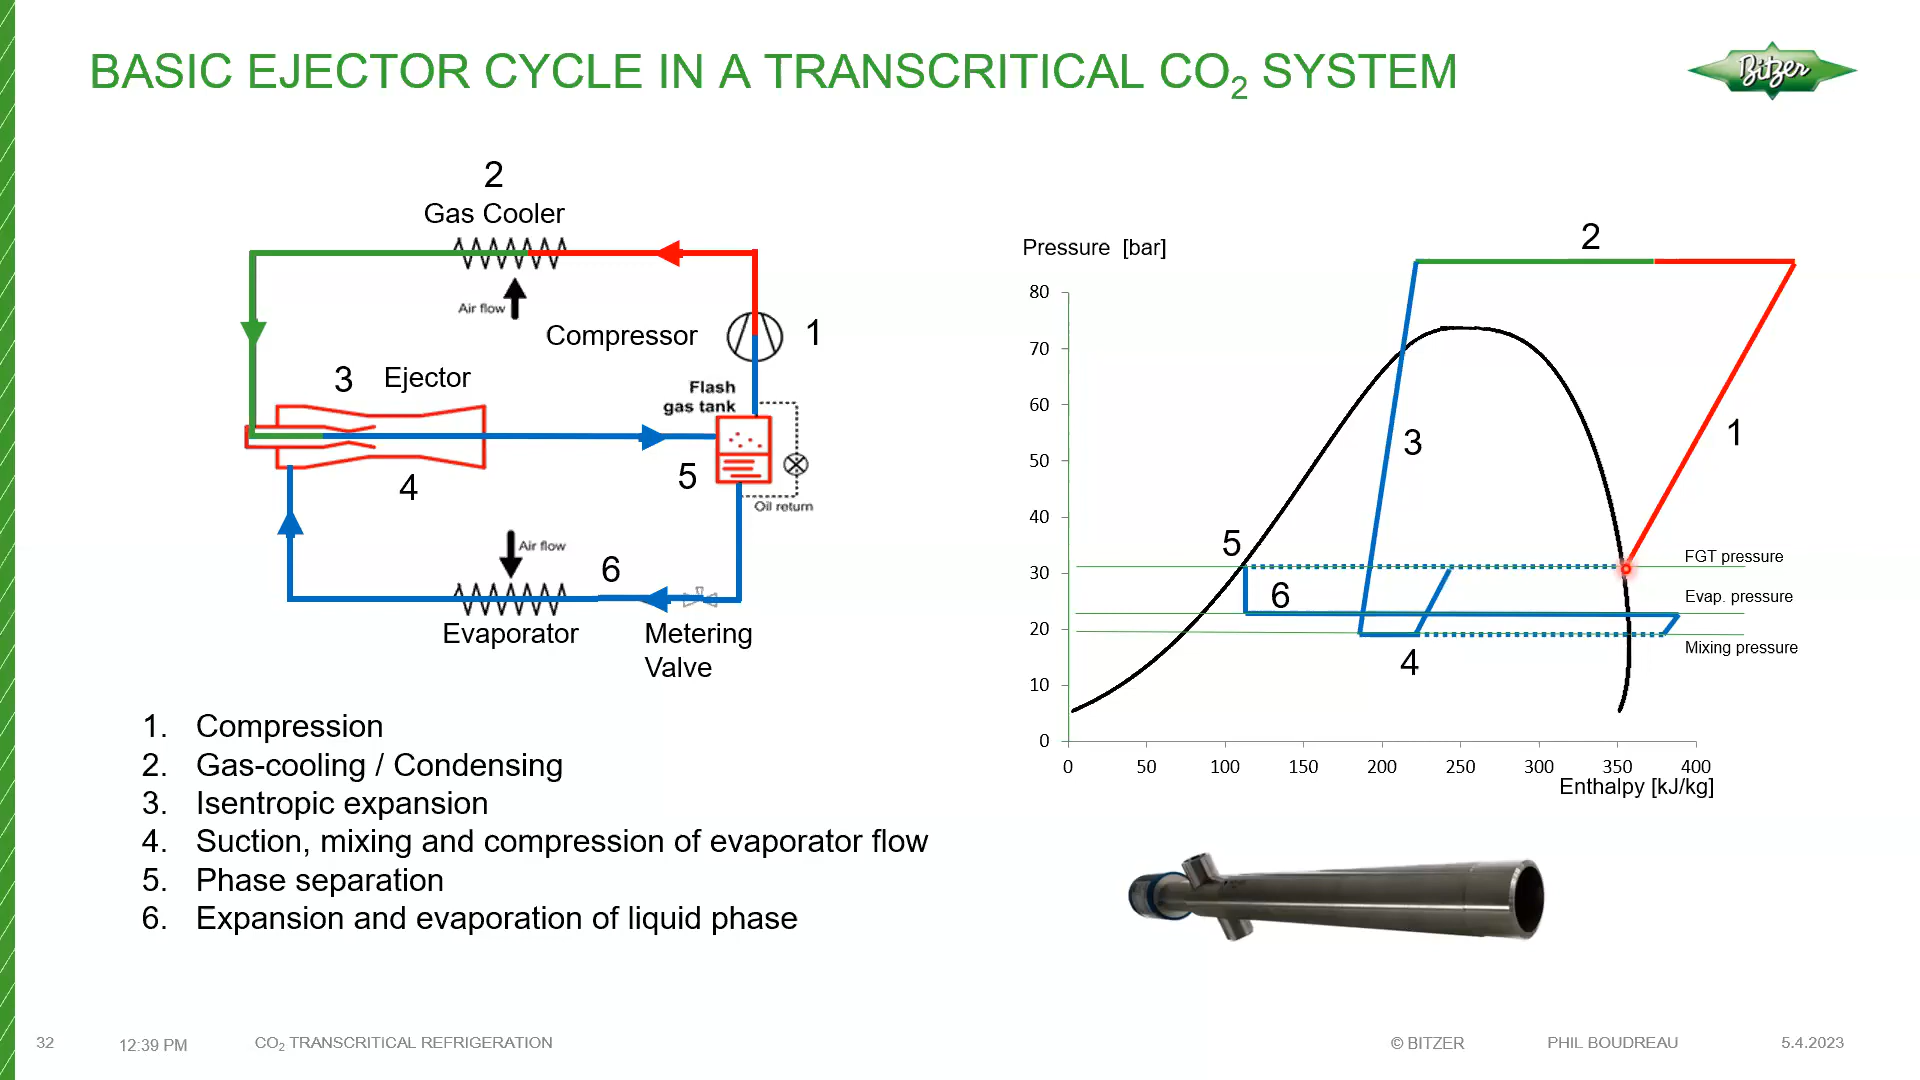 BASIC EJECTOR CYCLE IN A TRANSCRITICAL CO2 SYSTEM
Bitzer
2
Gas Cooler
Air flow
Compressor
1
3
Ejector
Flash
gas tank
4
5
Oil return
Air flow
6
Evaporator
Metering
Valve
1. Compression
2. Gas-cooling / Condensing
3. Isentropic expansion
4. Suction, mixing and compression of evaporator flow
5. Phase separation
6. Expansion and evaporation of liquid phase
Pressure [bar]
2
80
70
60
50
40
30
20
10
0
1
3
5
6
4
FGT pressure
Evap. pressure
Mixing pressure
0 50 100 150 200 250 300 350 400
Enthalpy [kJ/kg]
32
12:39 PM
CO2 TRANSCRITICAL REFRIGERATION
© BITZER
PHIL BOUDREAU
5.4.2023